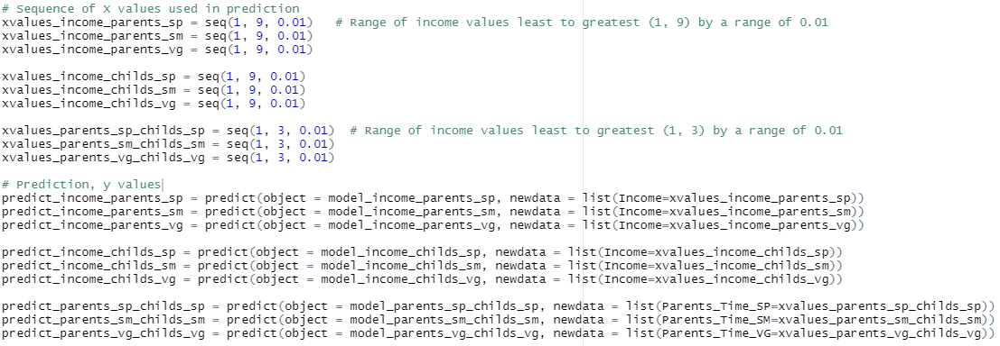 # Sequence of X values used in prediction
xvalues_income_parents_sp = seq(1, 9, 0.01)   # Range of income values least to greatest (1, 9) by a range of 0.01
xvalues_income_parents_sm = seq(1, 9, 0.01)
xvalues_income_parents_vg = seq(1, 9, 0.01)
xvalues_income_childs_sp = seq(1, 9, 0.01)
xvalues_income_childs_sm = seq(1, 9, 0.01)
xvalues_income_childs_vg = seq(1, 9, 0.01)
xvalues_parents_sp_childs_sp = seq(1, 3, 0.01)  # Range of income values least to greatest (1, 3) by a range of 0.01
xvalues_parents_sm_childs_sm = seq(1, 3, 0.01)
xvalues_parents_vg_childs_vg = seq(1, 3, 0.01)
# Prediction, y values
predict_income_parents_sp = predict(object = model_income_parents_sp, newdata = list(Income=xvalues_income_parents_sp))
predict_income_parents_sm = predict(object = model_income_parents_sm, newdata = list(Income=xvalues_income_parents_sm))
predict_income_parents_vg = predict(object = model_income_parents_vg, newdata = list(Income=xvalues_income_parents_vg))
predict_income_childs_sp = predict(object = model_income_childs_sp, newdata = list(Income=xvalues_income_childs_sp))
predict_income_childs_sm = predict(object = model_income_childs_sm, newdata = list(Income=xvalues_income_childs_sm))
predict_income_childs_vg = predict(object = model_income_childs_vg, newdata = list(Income=xvalues_income_childs_vg))
predict_parents_sp_childs_sp = predict(object = model_parents_sp_childs_sp, newdata = list(Parents_Time_SP=xvalues_parents_sp_childs_sp))
predict_parents_sm_childs_sm = predict(object = model_parents_sm_childs_sm, newdata = list(Parents_Time_SM=xvalues_parents_sm_childs_sm))
predict_parents_vg_childs_vg = predict(object = model_parents_vg_childs_vg, newdata = list(Parents_Time_VG=xvalues_parents_vg_childs_vg))